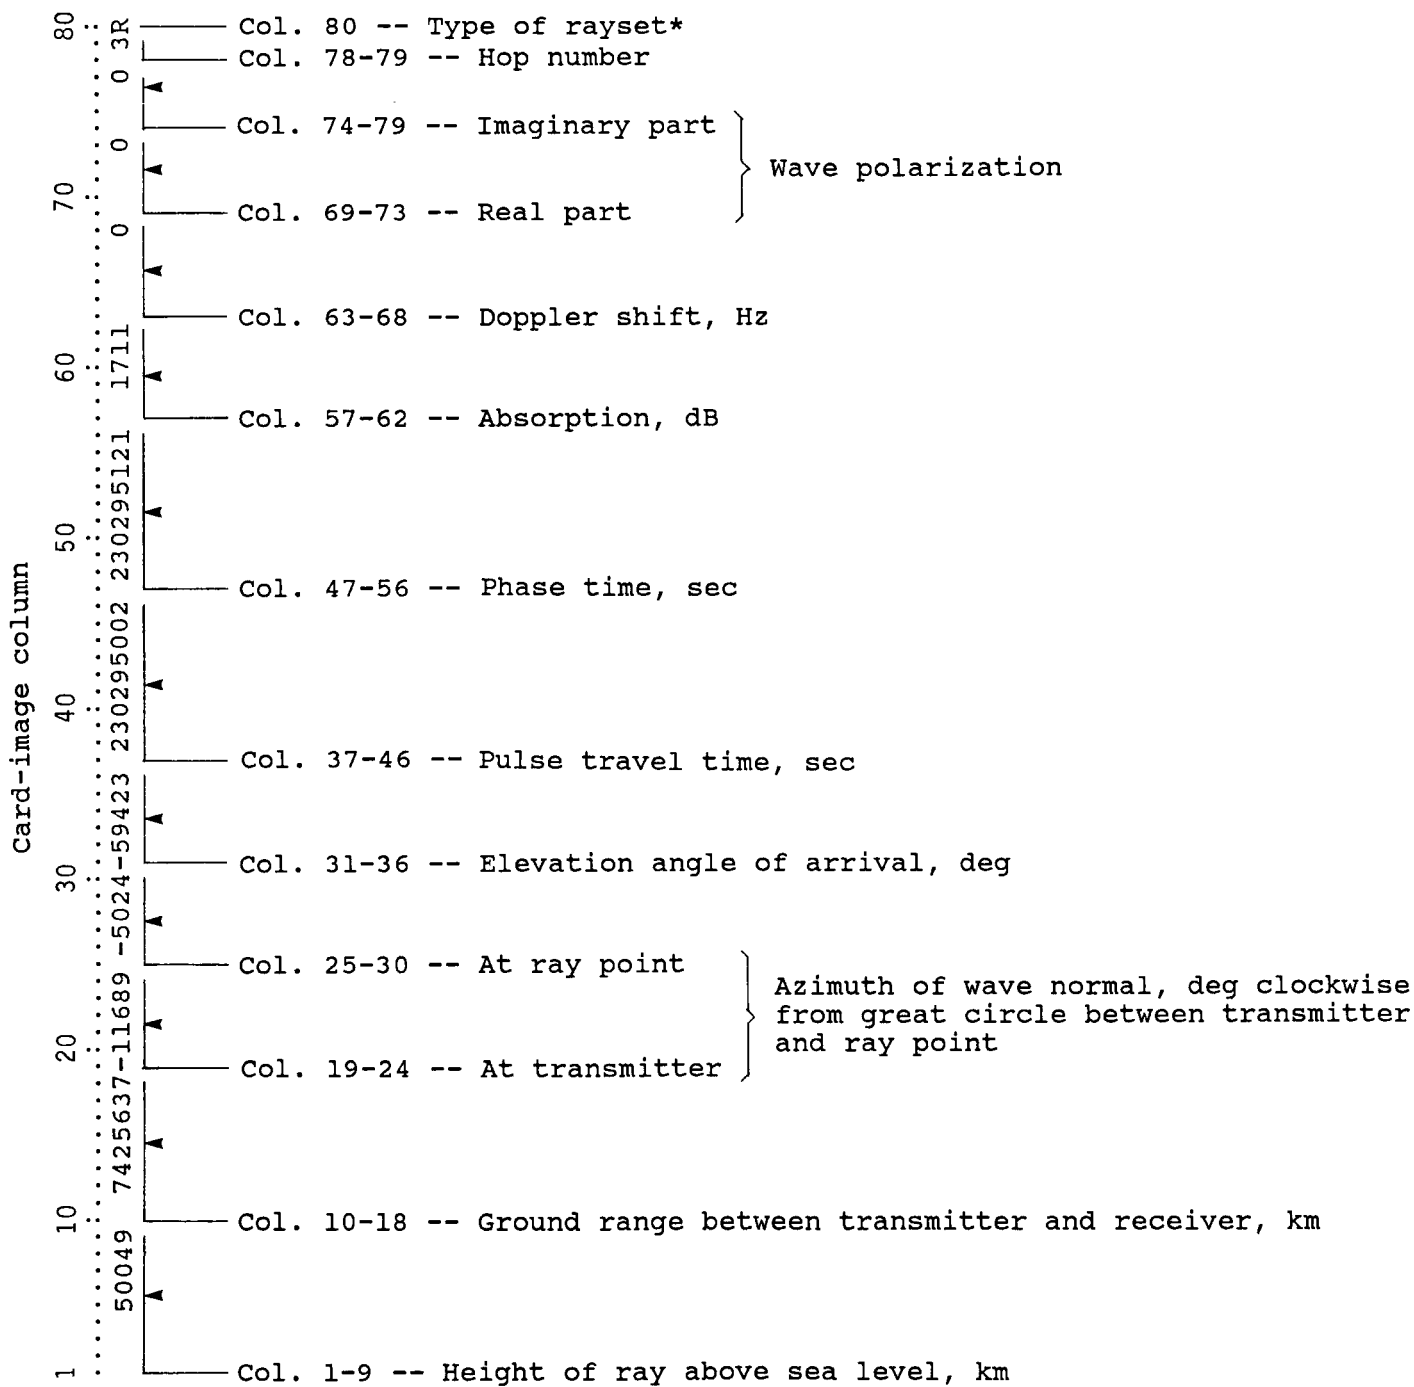 Card-image column
80
70
60
50
40
30
20
10
1
50049 7425637-11689 -5024-59423 230295002 230295121 1711 0 0 0 3R
Col. 80 -- Type of rayset*
Col. 78-79 -- Hop number
Col. 74-79 -- Imaginary part
Wave polarization
Col. 69-73 -- Real part
Col. 63-68 -- Doppler shift, Hz
Col. 57-62 -- Absorption, dB
Col. 47-56 -- Phase time, sec
Col. 37-46 -- Pulse travel time, sec
Col. 31-36 -- Elevation angle of arrival, deg
Col. 25-30 -- At ray point
Azimuth of wave normal, deg clockwise
from great circle between transmitter
and ray point
Col. 19-24 -- At transmitter
Col. 10-18 -- Ground range between transmitter and receiver, km
Col. 1-9 -- Height of ray above sea level, km